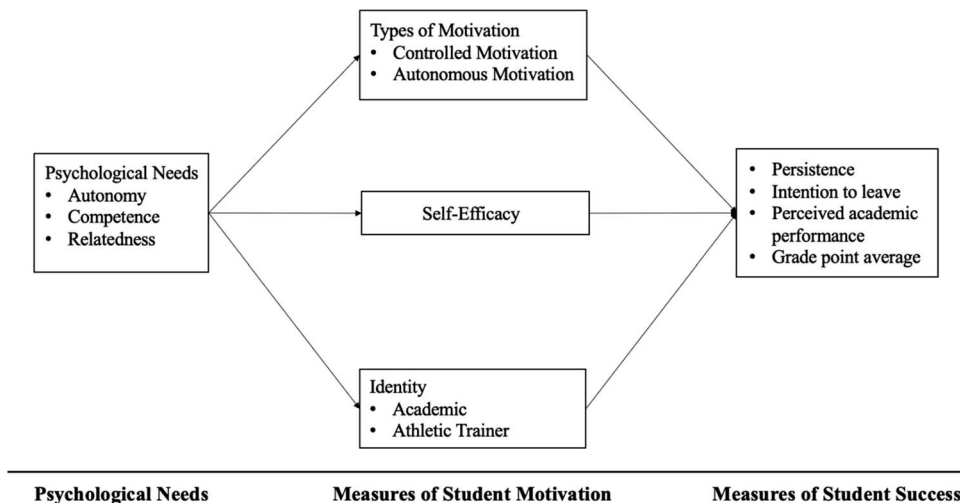 Types of Motivation
• Controlled Motivation
• Autonomous Motivation
Psychological Needs
• Autonomy
• Competence
• Relatedness
Self-Efficacy
• Persistence
• Intention to leave
• Perceived academic
performance
• Grade point average
Identity
• Academic
• Athletic Trainer
Psychological Needs
Measures of Student Motivation
Measures of Student Success